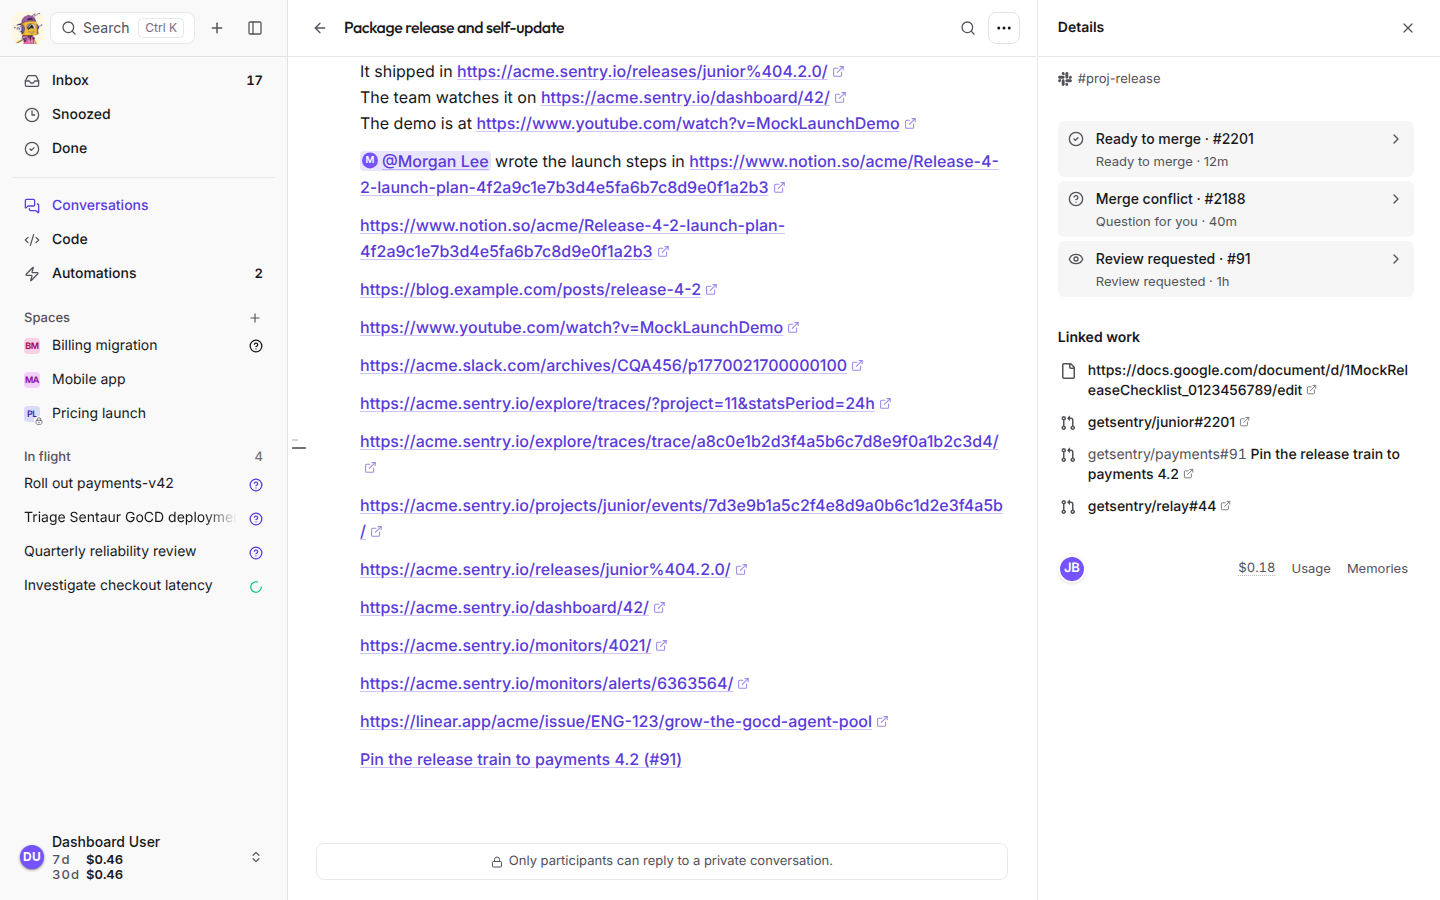 Search Ctrl K
Inbox 17
Snoozed
Done
Conversations
Code
Automations 2
Spaces
BM Billing migration
MA Mobile app
PL Pricing launch
In flight 4
Roll out payments-v42
Triage Sentaur GoCD deployme
Quarterly reliability review
Investigate checkout latency
DU Dashboard User
7d $0.46
30d $0.46
Package release and self-update
It shipped in https://acme.sentry.io/releases/junior%404.2.0/
The team watches it on https://acme.sentry.io/dashboard/42/
The demo is at https://www.youtube.com/watch?v=MockLaunchDemo
M @Morgan Lee wrote the launch steps in https://www.notion.so/acme/Release-4-
2-launch-plan-4f2a9c1e7b3d4e5fa6b7c8d9e0f1a2b3
https://www.notion.so/acme/Release-4-2-launch-plan-
4f2a9c1e7b3d4e5fa6b7c8d9e0f1a2b3
https://blog.example.com/posts/release-4-2
https://www.youtube.com/watch?v=MockLaunchDemo
https://acme.slack.com/archives/CQA456/p1770021700000100
https://acme.sentry.io/explore/traces/?project=11&statsPeriod=24h
https://acme.sentry.io/explore/traces/trace/a8c0e1b2d3f4a5b6c7d8e9f0a1b2c3d4/
https://acme.sentry.io/projects/junior/events/7d3e9b1a5c2f4e8d9a0b6c1d2e3f4a5b
/
https://acme.sentry.io/releases/junior%404.2.0/
https://acme.sentry.io/dashboard/42/
https://acme.sentry.io/monitors/4021/
https://acme.sentry.io/monitors/alerts/6363564/
https://linear.app/acme/issue/ENG-123/grow-the-gocd-agent-pool
Pin the release train to payments 4.2 (#91)
Only participants can reply to a private conversation.
Details
#proj-release
Ready to merge · #2201
Ready to merge · 12m
Merge conflict · #2188
Question for you · 40m
Review requested · #91
Review requested · 1h
Linked work
https://docs.google.com/document/d/1MockRel
easeChecklist_0123456789/edit
getsentry/junior#2201
getsentry/payments#91 Pin the release train to
payments 4.2
getsentry/relay#44
JB $0.18 Usage Memories